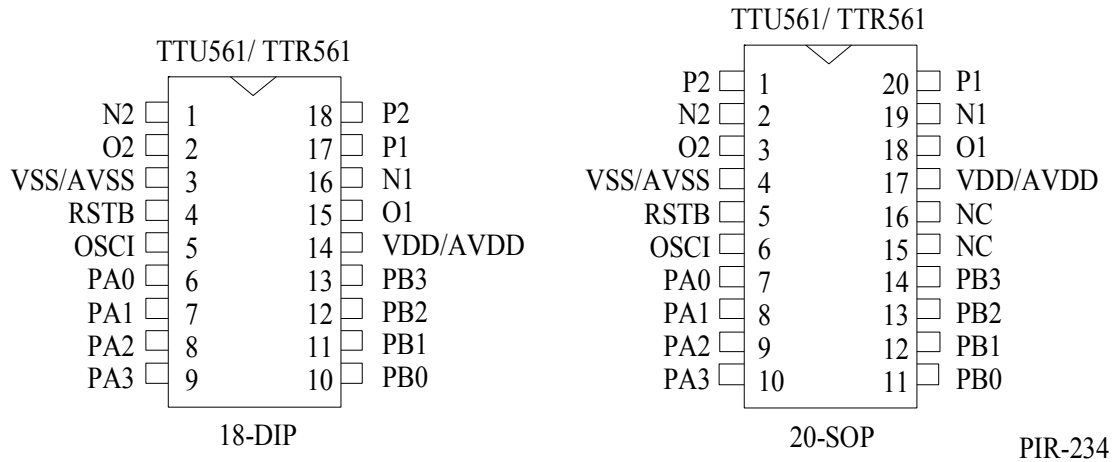 TTU561/ TTR561
N2 1 18 P2
O2 2 17 P1
VSS/AVSS 3 16 N1
RSTB 4 15 O1
OSCI 5 14 VDD/AVDD
PA0 6 13 PB3
PA1 7 12 PB2
PA2 8 11 PB1
PA3 9 10 PB0
18-DIP
TTU561/ TTR561
P2 1 20 P1
N2 2 19 N1
O2 3 18 O1
VSS/AVSS 4 17 VDD/AVDD
RSTB 5 16 NC
OSCI 6 15 NC
PA0 7 14 PB3
PA1 8 13 PB2
PA2 9 12 PB1
PA3 10 11 PB0
20-SOP
PIR-234